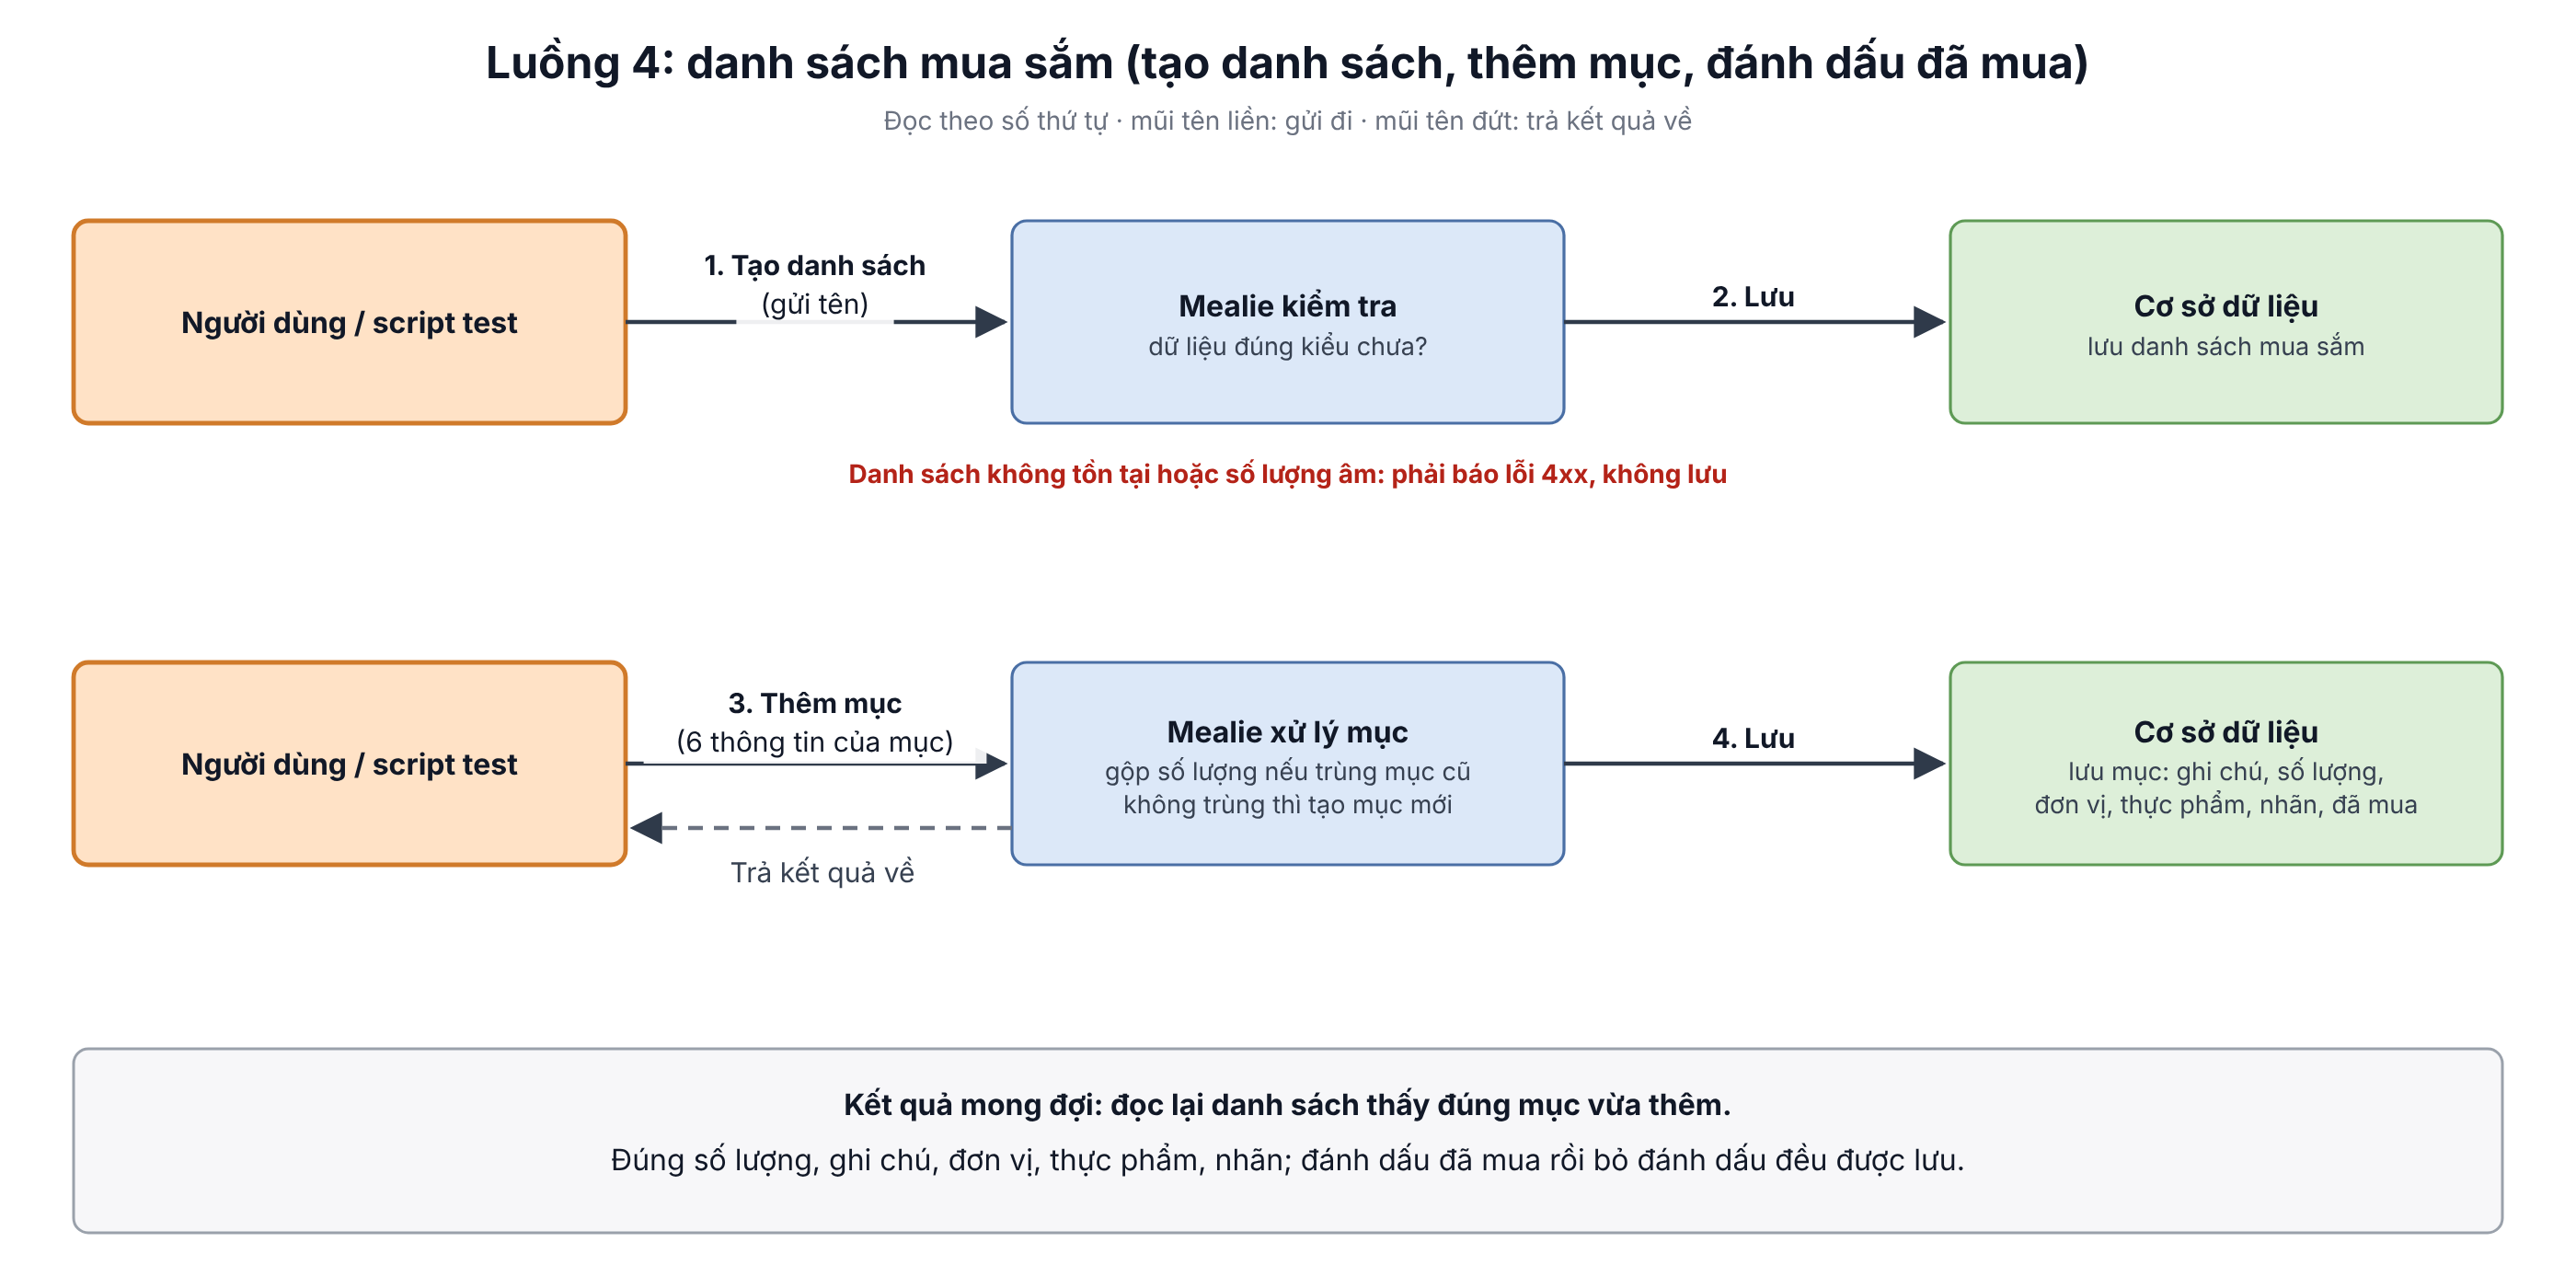 Luồng 4: danh sách mua sắm (tạo danh sách, thêm mục, đánh dấu đã mua)
Đọc theo số thứ tự · mũi tên liền: gửi đi · mũi tên đứt: trả kết quả về
Người dùng / script test
1. Tạo danh sách
(gửi tên)
Mealie kiểm tra
dữ liệu đúng kiểu chưa?
2. Lưu
Cơ sở dữ liệu
lưu danh sách mua sắm
Danh sách không tồn tại hoặc số lượng âm: phải báo lỗi 4xx, không lưu
Người dùng / script test
3. Thêm mục
(6 thông tin của mục)
Trả kết quả về
Mealie xử lý mục
gộp số lượng nếu trùng mục cũ
không trùng thì tạo mục mới
4. Lưu
Cơ sở dữ liệu
lưu mục: ghi chú, số lượng,
đơn vị, thực phẩm, nhãn, đã mua
Kết quả mong đợi: đọc lại danh sách thấy đúng mục vừa thêm.
Đúng số lượng, ghi chú, đơn vị, thực phẩm, nhãn; đánh dấu đã mua rồi bỏ đánh dấu đều được lưu.